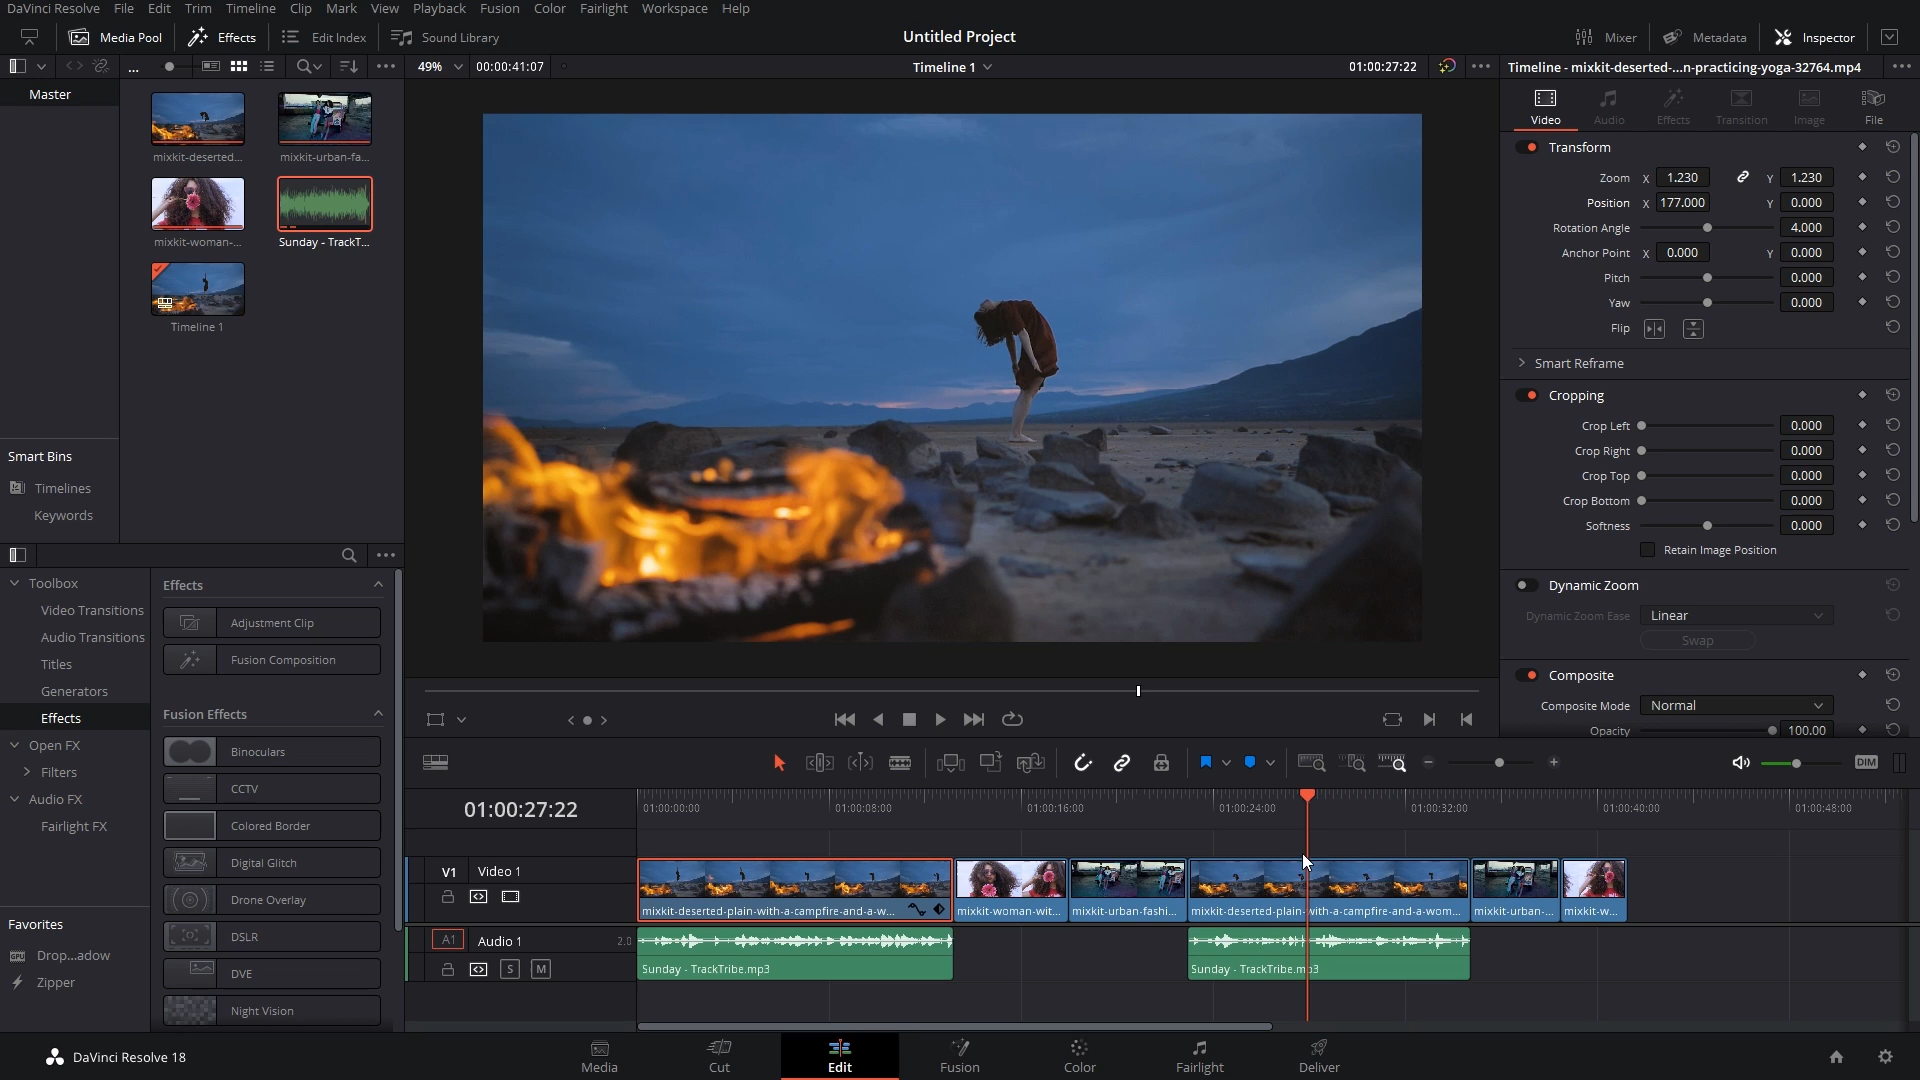 DaVinci Resolve File Edit Trim Timeline Clip Mark View Playback Fusion Color Fairlight Workspace Help
Media Pool Effects Edit Index Sound Library Untitled Project Mixer Metadata Inspector
... 49% 00:00:41:07 Timeline 1 01:00:27:22 Timeline - mixkit-deserted-...n-practicing-yoga-32764.mp4
Master
mixkit-deserted... mixkit-urban-fa...
mixkit-woman-... Sunday - TrackT...
Timeline 1
Smart Bins
Timelines
Keywords
Video Audio Effects Transition Image File
Transform
Zoom X 1.230 Y 1.230
Position X 177.000 Y 0.000
Rotation Angle 4.000
Anchor Point X 0.000 Y 0.000
Pitch 0.000
Yaw 0.000
Flip
Smart Reframe
Cropping
Crop Left 0.000
Crop Right 0.000
Crop Top 0.000
Crop Bottom 0.000
Softness 0.000
Retain Image Position
Dynamic Zoom
Dynamic Zoom Ease Linear
Swap
Composite
Composite Mode Normal
Opacity 100.00
Toolbox
Video Transitions
Audio Transitions
Titles
Generators
Effects
Open FX
Filters
Audio FX
Fairlight FX
Favorites
Drop...adow
Zipper
Effects
Adjustment Clip
Fusion Composition
Fusion Effects
Binoculars
CCTV
Colored Border
Digital Glitch
Drone Overlay
DSLR
DVE
Night Vision
DIM
01:00:27:22 01:00:00:00 01:00:08:00 01:00:16:00 01:00:24:00 01:00:32:00 01:00:40:00 01:00:48:00
V1 Video 1
mixkit-deserted-plain-with-a-campfire-and-a-w... mixkit-woman-wit... mixkit-urban-fashi... mixkit-deserted-plain-with-a-campfire-and-a-wom... mixkit-urban-... mixkit-w...
A1 Audio 1 2.0
S M Sunday - TrackTribe.mp3 Sunday - TrackTribe.mp3
DaVinci Resolve 18 Media Cut Edit Fusion Color Fairlight Deliver